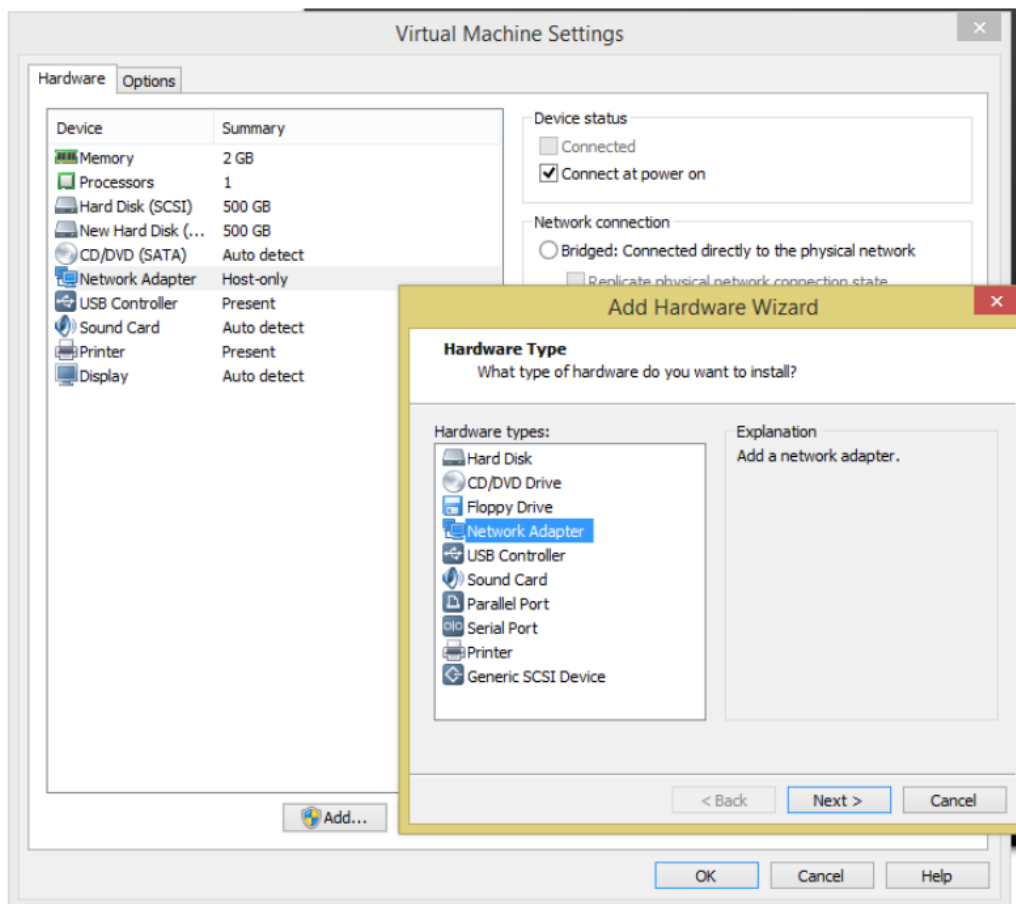 Virtual Machine Settings
Hardware Options
Device Summary
Memory 2 GB
Processors 1
Hard Disk (SCSI) 500 GB
New Hard Disk (... 500 GB
CD/DVD (SATA) Auto detect
Network Adapter Host-only
USB Controller Present
Sound Card Auto detect
Printer Present
Display Auto detect
Add...
Device status
Connected
Connect at power on
Network connection
Bridged: Connected directly to the physical network
Replicate physical network connection state
Add Hardware Wizard
Hardware Type
What type of hardware do you want to install?
Hardware types:
Hard Disk
CD/DVD Drive
Floppy Drive
Network Adapter
USB Controller
Sound Card
Parallel Port
Serial Port
Printer
Generic SCSI Device
Explanation
Add a network adapter.
< Back Next > Cancel
OK Cancel Help